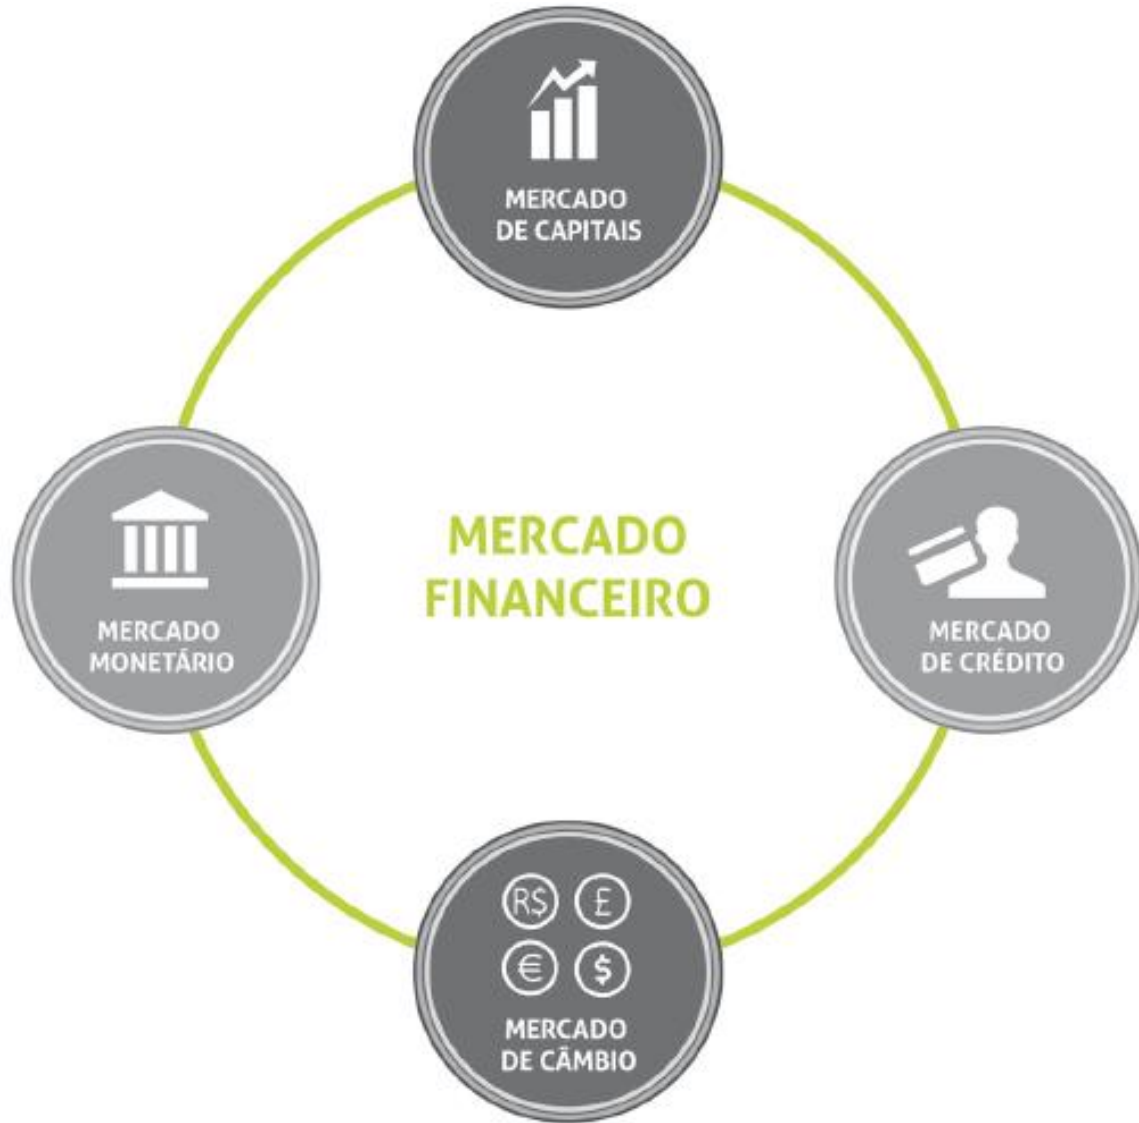 MERCADO
DE CAPITAIS
MERCADO
FINANCEIRO
MERCADO
MONETÁRIO
MERCADO
DE CRÉDITO
R$ £
€ $
MERCADO
DE CÂMBIO